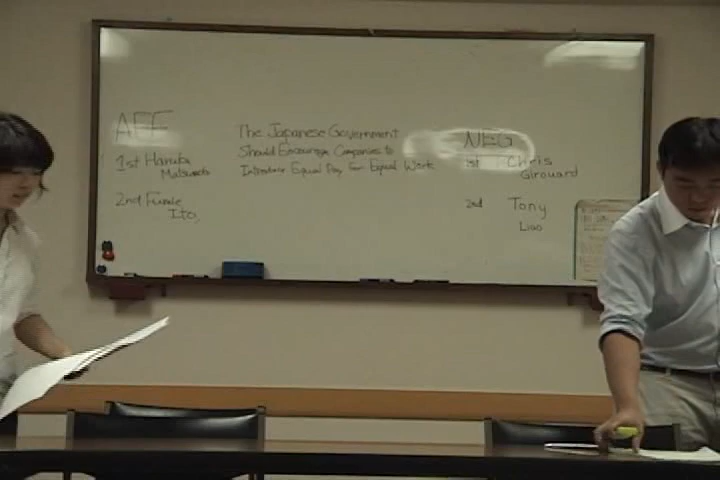 AFF
1st Haruka
Matsumoto
2nd Fumie
Ito,
The Japanese Government
Should Encourage Companies to
Introduce Equal Pay for Equal Work
NEG
1st Chris
Girouard
2nd Tony
Liao